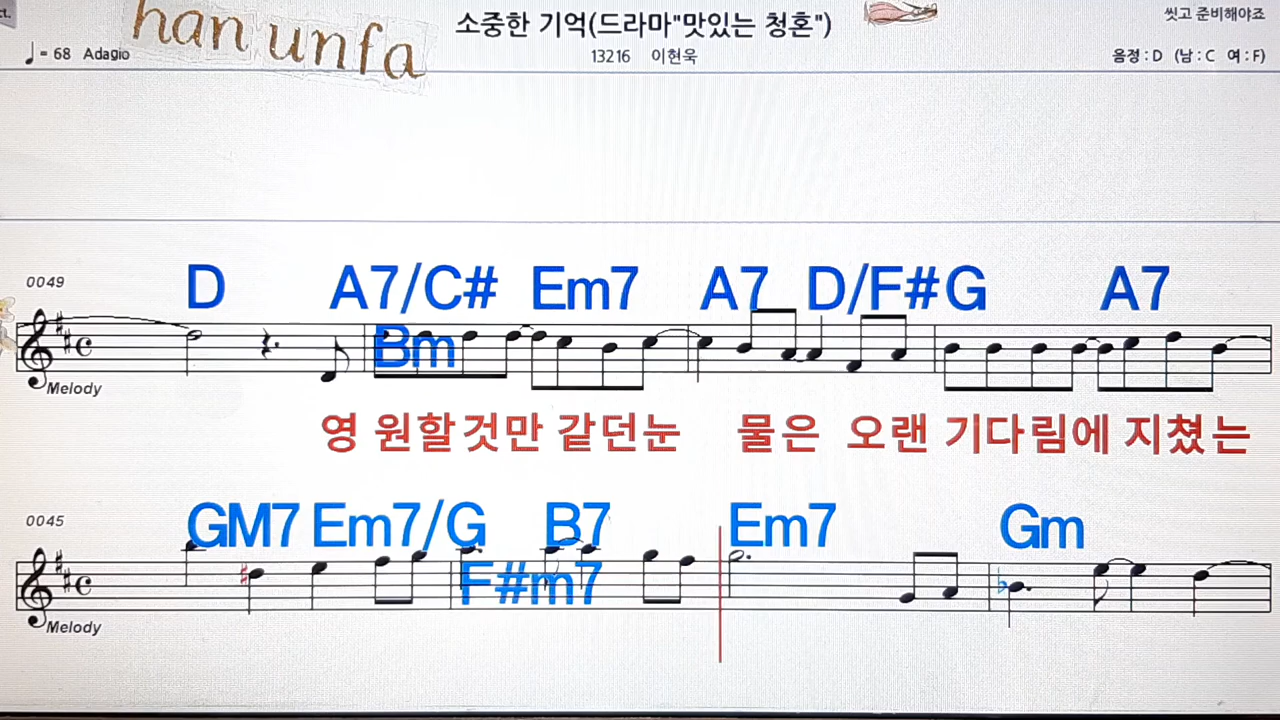 ct.
han unfa
소중한 기억(드라마"맛있는 청혼")
씻고 준비해야죠
♩= 68 Adagio
13216 이현욱
음정 : D (남 : C 여 : F)
0049
D A7/C# Em7 A7 D/F# G A7
Bm
Melody
영 원할것만 같던눈 물은 오랜 기다림에 지쳤는
0045
GM7 Em7/G B7 Em7 Gm
F#m7
Melody